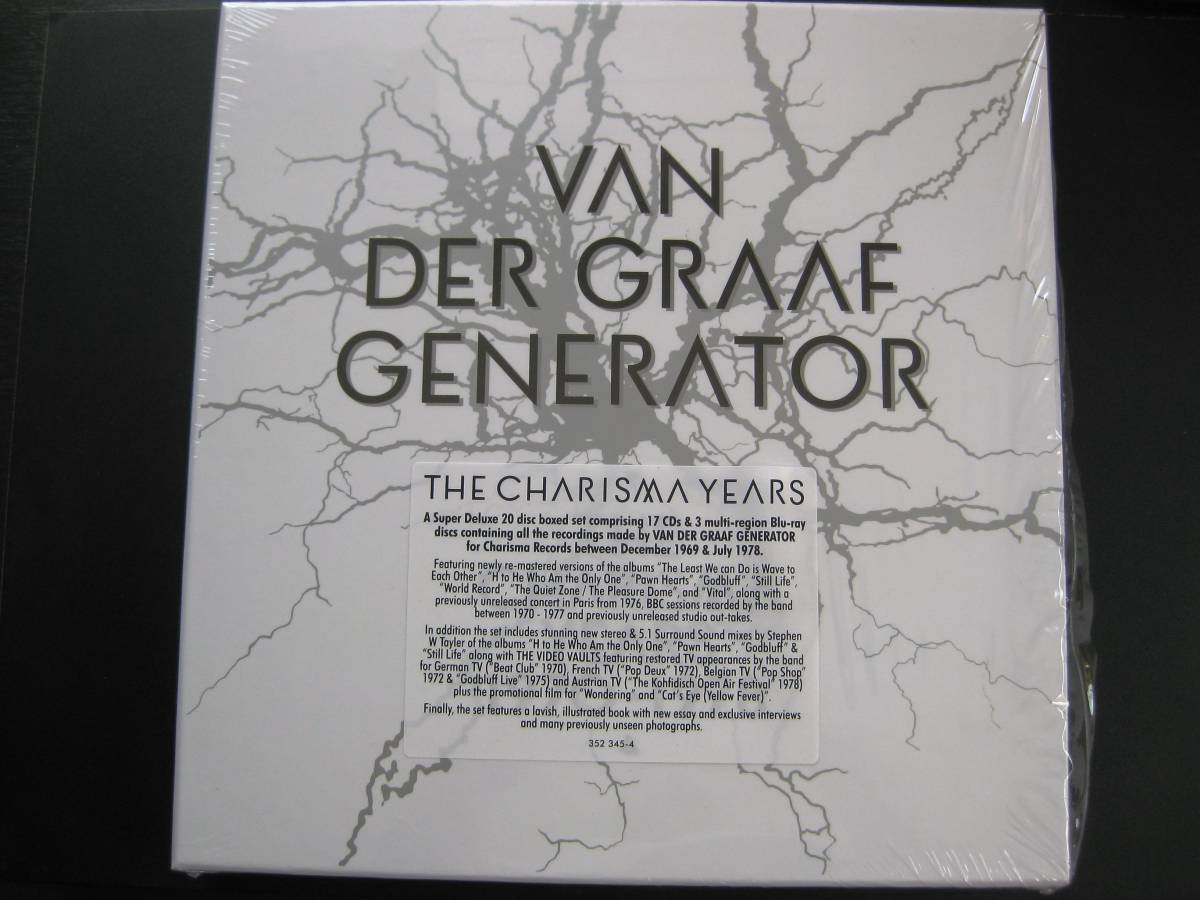 VAN
DER GRAAF
GENERATOR
THE CHARISMA YEARS
A Super Deluxe 20 disc boxed set comprising 17 CDs & 3 multi-region Blu-ray
discs containing all the recordings made by VAN DER GRAAF GENERATOR
for Charisma Records between December 1969 & July 1978.
Featuring newly re-mastered versions of the albums “The Least We can Do is Wave to
Each Other”, “H to He Who Am the Only One”, “Pawn Hearts”, “Godbluff”, “Still Life”,
“World Record”, “The Quiet Zone / The Pleasure Dome”, and “Vital”, along with a
previously unreleased concert in Paris from 1976, BBC sessions recorded by the band
between 1970 - 1977 and previously unreleased studio out-takes.
In addition the set includes stunning new stereo & 5.1 Surround Sound mixes by Stephen
W Tayler of the albums “H to He Who Am the Only One”, “Pawn Hearts”, “Godbluff” &
“Still Life” along with THE VIDEO VAULTS featuring restored TV appearances by the band
for German TV (“Beat Club” 1970), French TV (“Pop Deux” 1972), Belgian TV (“Pop Shop”
1972 & “Godbluff Live” 1975) and Austrian TV (“The Kohfidisch Open Air Festival” 1978)
plus the promotional film for “Wondering” and “Cat's Eye (Yellow Fever)”.
Finally, the set features a lavish, illustrated book with new essay and exclusive interviews
and many previously unseen photographs.
352 345-4